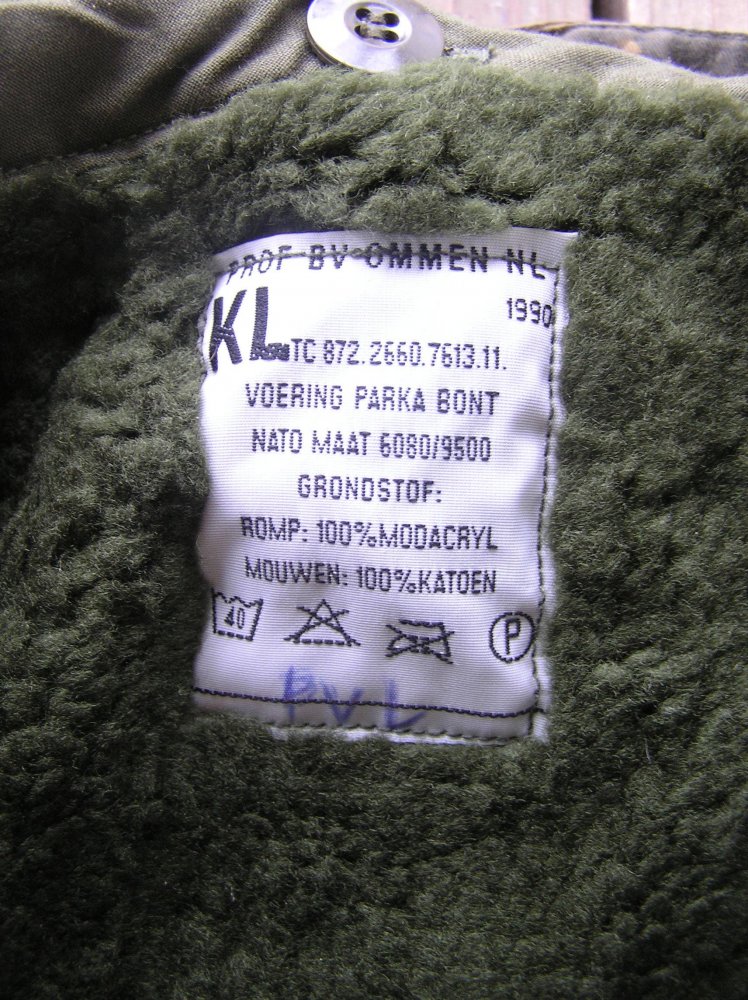 PROF BV OMMEN NL
1990
KL TC 872.2660.7613.11.
VOERING PARKA BONT
NATO MAAT 6080/9500
GRONDSTOF:
ROMP: 100%MODACRYL
MOUWEN: 100%KATOEN
40 P
PVL